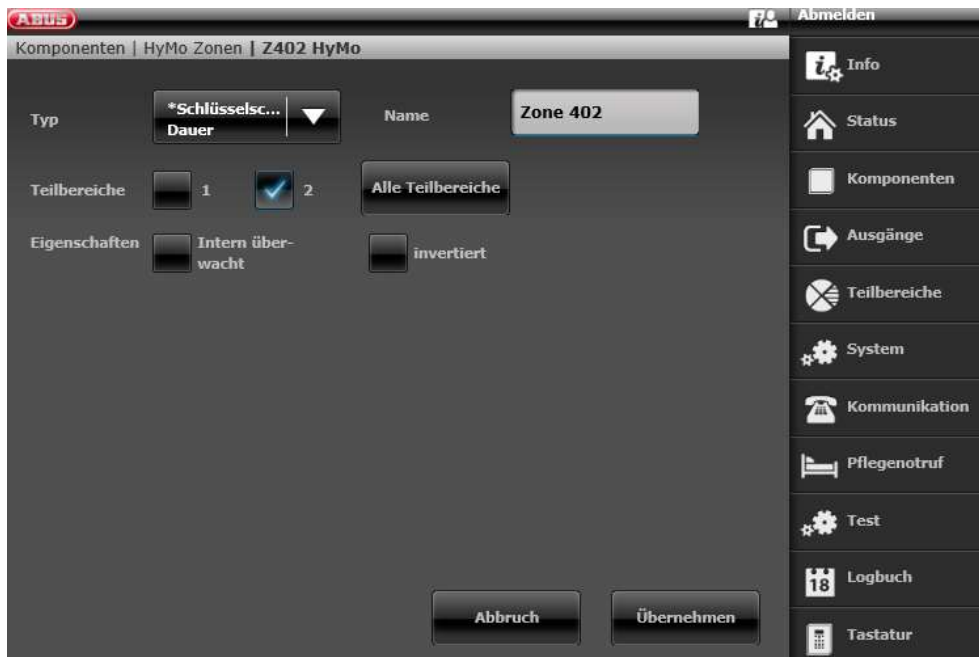 ABUS
Abmelden
Komponenten | HyMo Zonen | Z402 HyMo
Info
Typ
*Schlüsselsc...
Dauer
Name
Zone 402
Status
Teilbereiche
1
2
Alle Teilbereiche
Komponenten
Eigenschaften
Intern über-
wacht
invertiert
Ausgänge
Teilbereiche
System
Kommunikation
Pflegenotruf
Test
18
Logbuch
Abbruch
Übernehmen
Tastatur